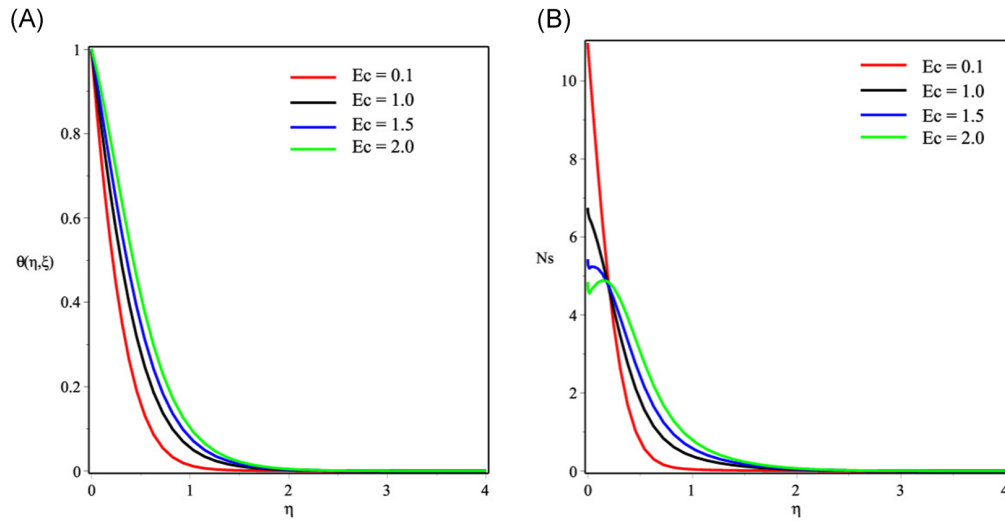 (A)
1
0.8
0.6
θ(η,ξ)
0.4
0.2
0
0 1 2 3 4
η
Ec = 0.1
Ec = 1.0
Ec = 1.5
Ec = 2.0
(B)
10
8
6
Ns
4
2
0
0 1 2 3 4
η
Ec = 0.1
Ec = 1.0
Ec = 1.5
Ec = 2.0